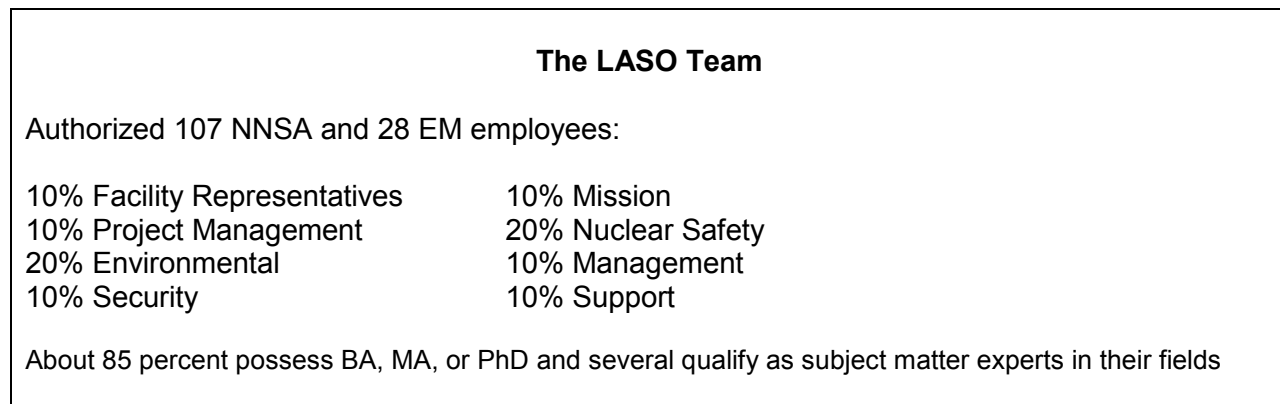 The LASO Team
Authorized 107 NNSA and 28 EM employees:
10% Facility Representatives 10% Mission
10% Project Management 20% Nuclear Safety
20% Environmental 10% Management
10% Security 10% Support
About 85 percent possess BA, MA, or PhD and several qualify as subject matter experts in their fields